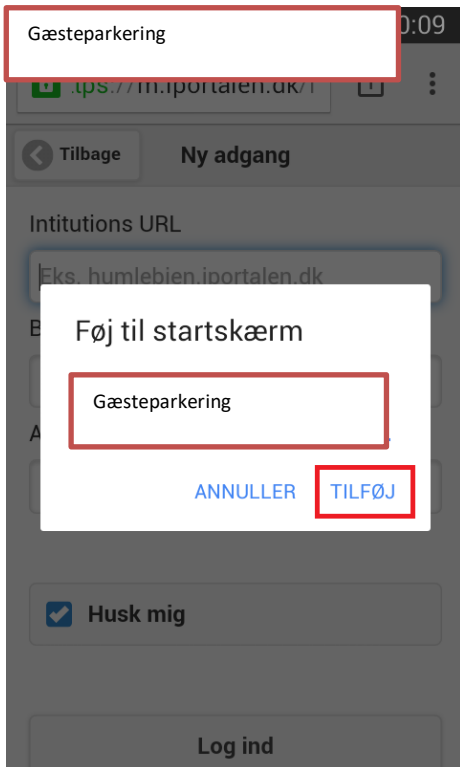 Gæsteparkering
0:09
tps://m.iportalen.dk/
Tilbage
Ny adgang
Intitutions URL
Eks. humlebien.iportalen.dk
B
Føj til startskærm
Gæsteparkering
A
ANNULLER TILFØJ
Husk mig
Log ind